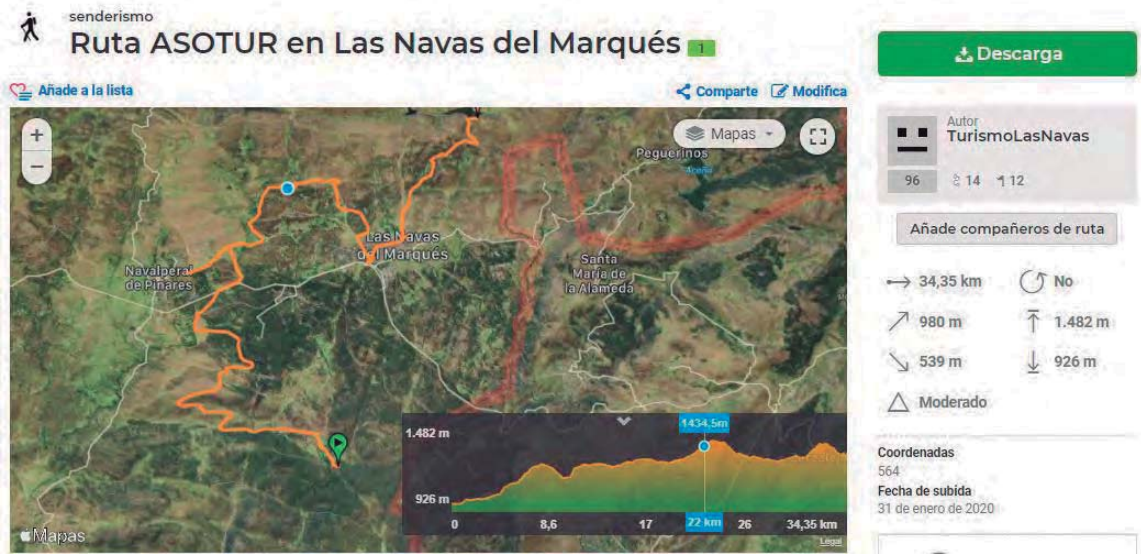 senderismo
Ruta ASOTUR en Las Navas del Marqués 1
Añade a la lista
Comparte
Modifica
+
−
Mapas
Peguerinos
Aceña
Las Navas
del Marqués
Navalperal
de Pinares
Santa
María de
la Alameda
1.482 m
1434,5m
926 m
0
8,6
17
22 km
26
34,35 km
Mapas
Legal
Descarga
Autor
TurismoLasNavas
96
14
12
Añade compañeros de ruta
34,35 km
No
980 m
1.482 m
539 m
926 m
Moderado
Coordenadas
564
Fecha de subida
31 de enero de 2020